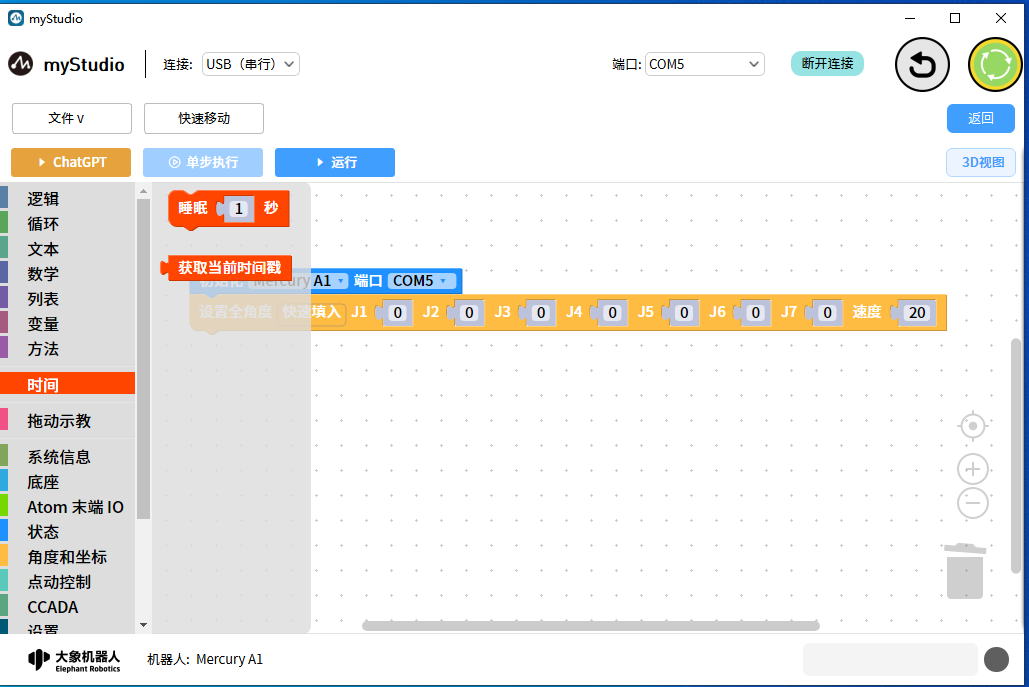 myStudio
myStudio
连接:
USB（串行）
端口:
COM5
断开连接
文件 ∨
快速移动
返回
ChatGPT
单步执行
运行
3D视图
逻辑
循环
文本
数学
列表
变量
方法
时间
拖动示教
系统信息
底座
Atom 末端 IO
状态
角度和坐标
点动控制
CCADA
设置
睡眠 1 秒
获取当前时间戳
初始化 Mercury A1 端口 COM5
设置全角度 快速填入 J1 0 J2 0 J3 0 J4 0 J5 0 J6 0 J7 0 速度 20
大象机器人
Elephant Robotics
机器人: Mercury A1